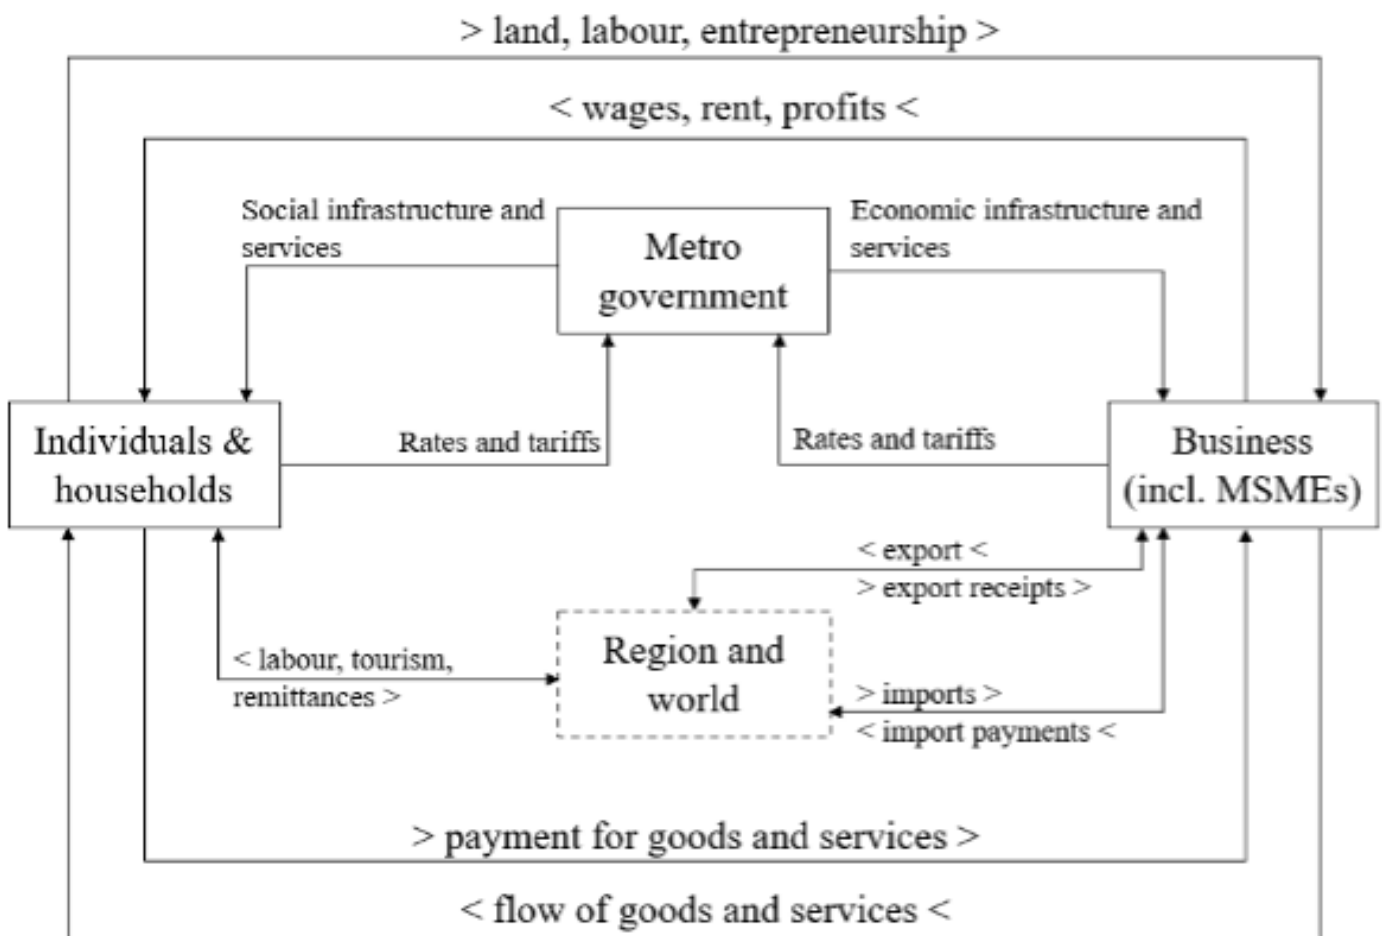 > land, labour, entrepreneurship >
< wages, rent, profits <
Social infrastructure and
services
Metro
government
Economic infrastructure and
services
Individuals &
households
Rates and tariffs
Rates and tariffs
Business
(incl. MSMEs)
< export <
> export receipts >
< labour, tourism,
remittances >
Region and
world
> imports >
< import payments <
> payment for goods and services >
< flow of goods and services <